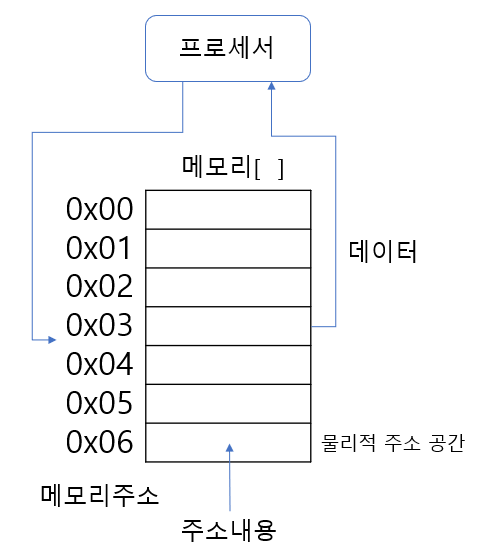 프로세서
메모리[ ]
0x00
0x01
데이터
0x02
0x03
0x04
0x05
0x06
물리적 주소 공간
메모리주소
주소내용